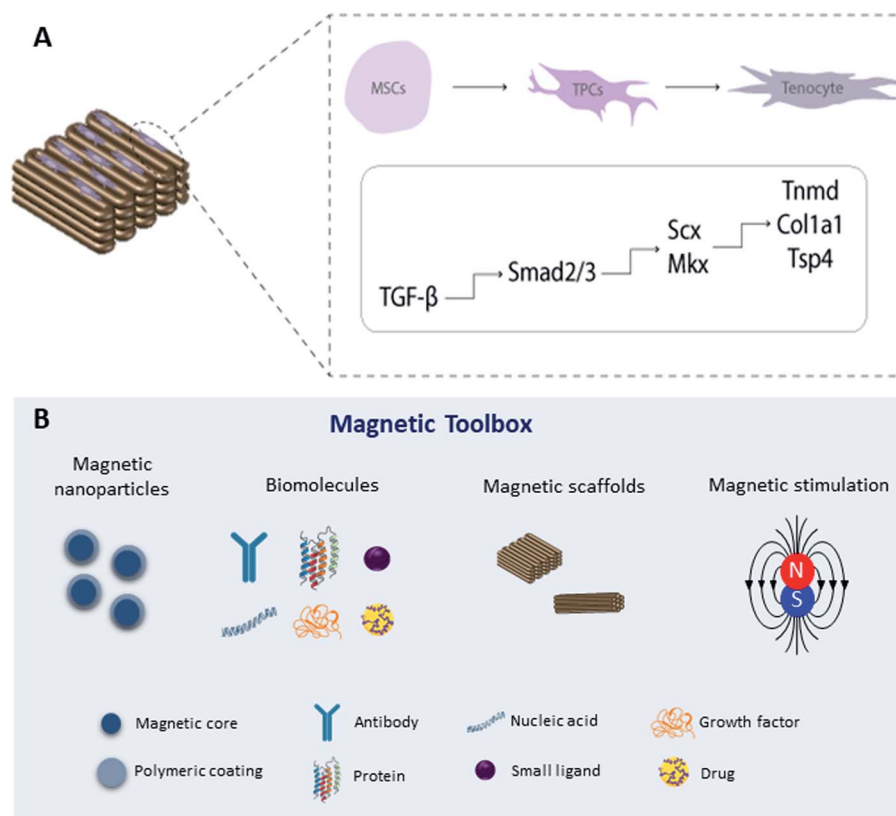 A
MSCs
TPCs
Tenocyte
TGF-β
Smad2/3
Scx
Mkx
Tnmd
Col1a1
Tsp4
B
Magnetic Toolbox
Magnetic
nanoparticles
Biomolecules
Magnetic scaffolds
Magnetic stimulation
N
S
Magnetic core
Antibody
Nucleic acid
Growth factor
Polymeric coating
Protein
Small ligand
Drug